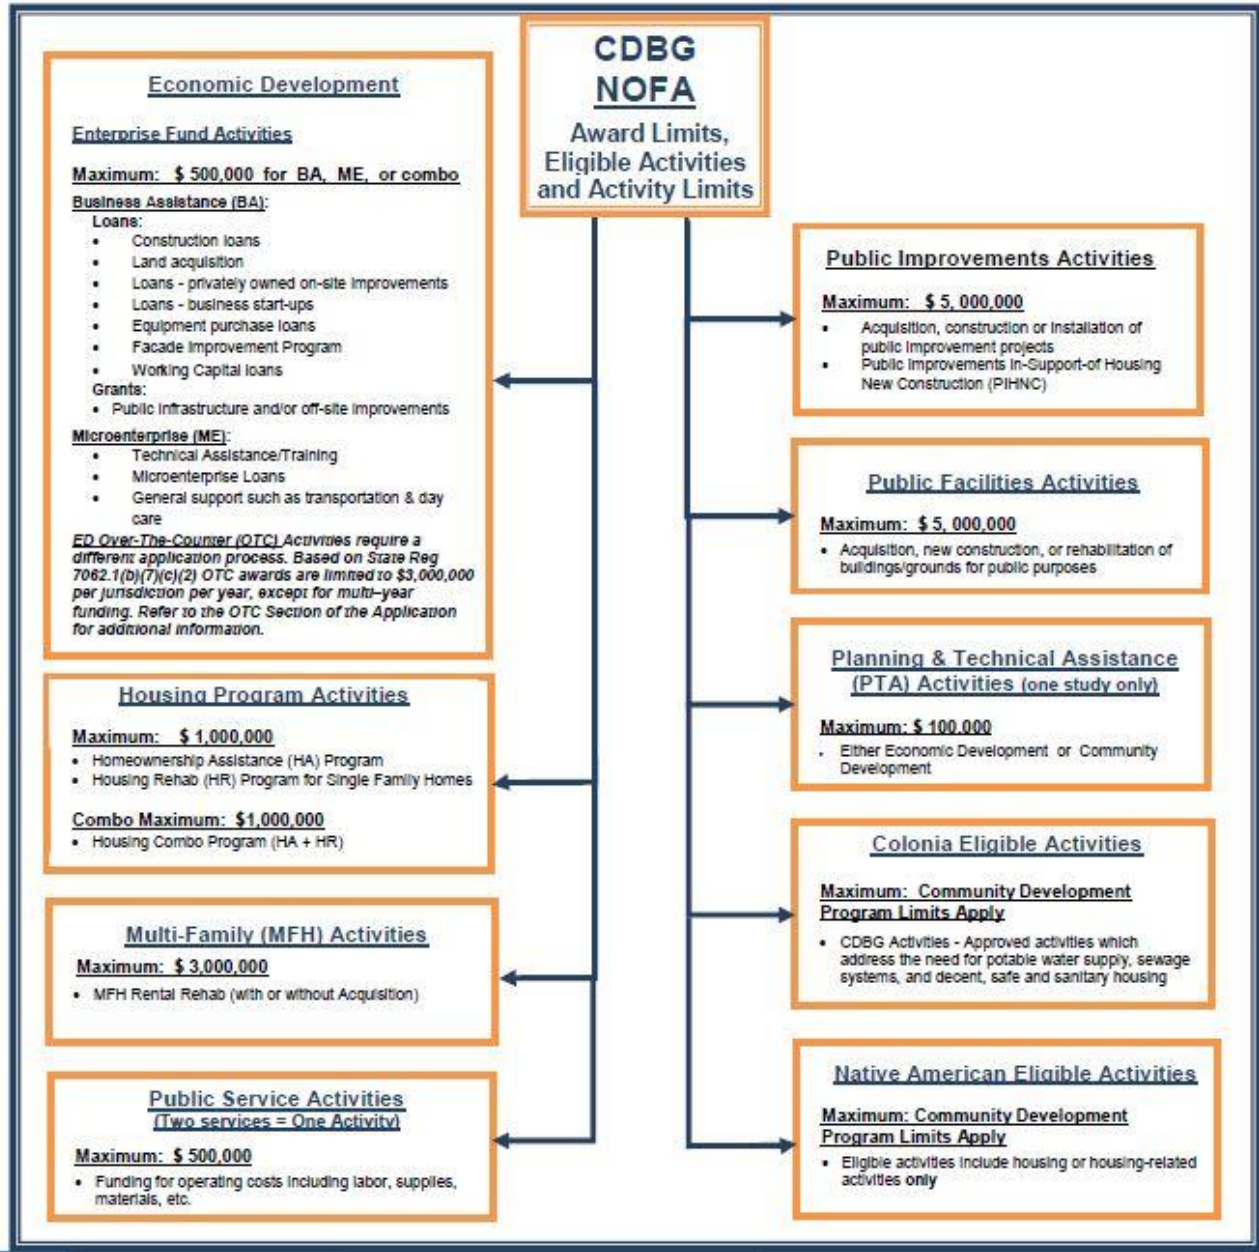 CDBG
NOFA
Award Limits,
Eligible Activities
and Activity Limits
Economic Development
Enterprise Fund Activities
Maximum: $ 500,000 for BA, ME, or combo
Business Assistance (BA):
Loans:
• Construction loans
• Land acquisition
• Loans - privately owned on-site improvements
• Loans - business start-ups
• Equipment purchase loans
• Facade Improvement Program
• Working Capital loans
Grants:
• Public Infrastructure and/or off-site improvements
Microenterprise (ME):
• Technical Assistance/Training
• Microenterprise Loans
• General support such as transportation & day
care
ED Over-The-Counter (OTC) Activities require a
different application process. Based on State Reg
7062.1(b)(7)(c)(2) OTC awards are limited to $3,000,000
per jurisdiction per year, except for multi–year
funding. Refer to the OTC Section of the Application
for additional information.
Housing Program Activities
Maximum: $ 1,000,000
• Homeownership Assistance (HA) Program
• Housing Rehab (HR) Program for Single Family Homes
Combo Maximum: $1,000,000
• Housing Combo Program (HA + HR)
Multi-Family (MFH) Activities
Maximum: $ 3,000,000
• MFH Rental Rehab (with or without Acquisition)
Public Service Activities
(Two services = One Activity)
Maximum: $ 500,000
• Funding for operating costs including labor, supplies,
materials, etc.
Public Improvements Activities
Maximum: $ 5, 000,000
• Acquisition, construction or installation of
public improvement projects
• Public Improvements In-Support-of Housing
New Construction (PIHNC)
Public Facilities Activities
Maximum: $ 5, 000,000
• Acquisition, new construction, or rehabilitation of
buildings/grounds for public purposes
Planning & Technical Assistance
(PTA) Activities (one study only)
Maximum: $ 100.000
. Either Economic Development or Community
Development
Colonia Eligible Activities
Maximum: Community Development
Program Limits Apply
• CDBG Activities - Approved activities which
address the need for potable water supply, sewage
systems, and decent, safe and sanitary housing
Native American Eligible Activities
Maximum: Community Development
Program Limits Apply
• Eligible activities include housing or housing-related
activities only